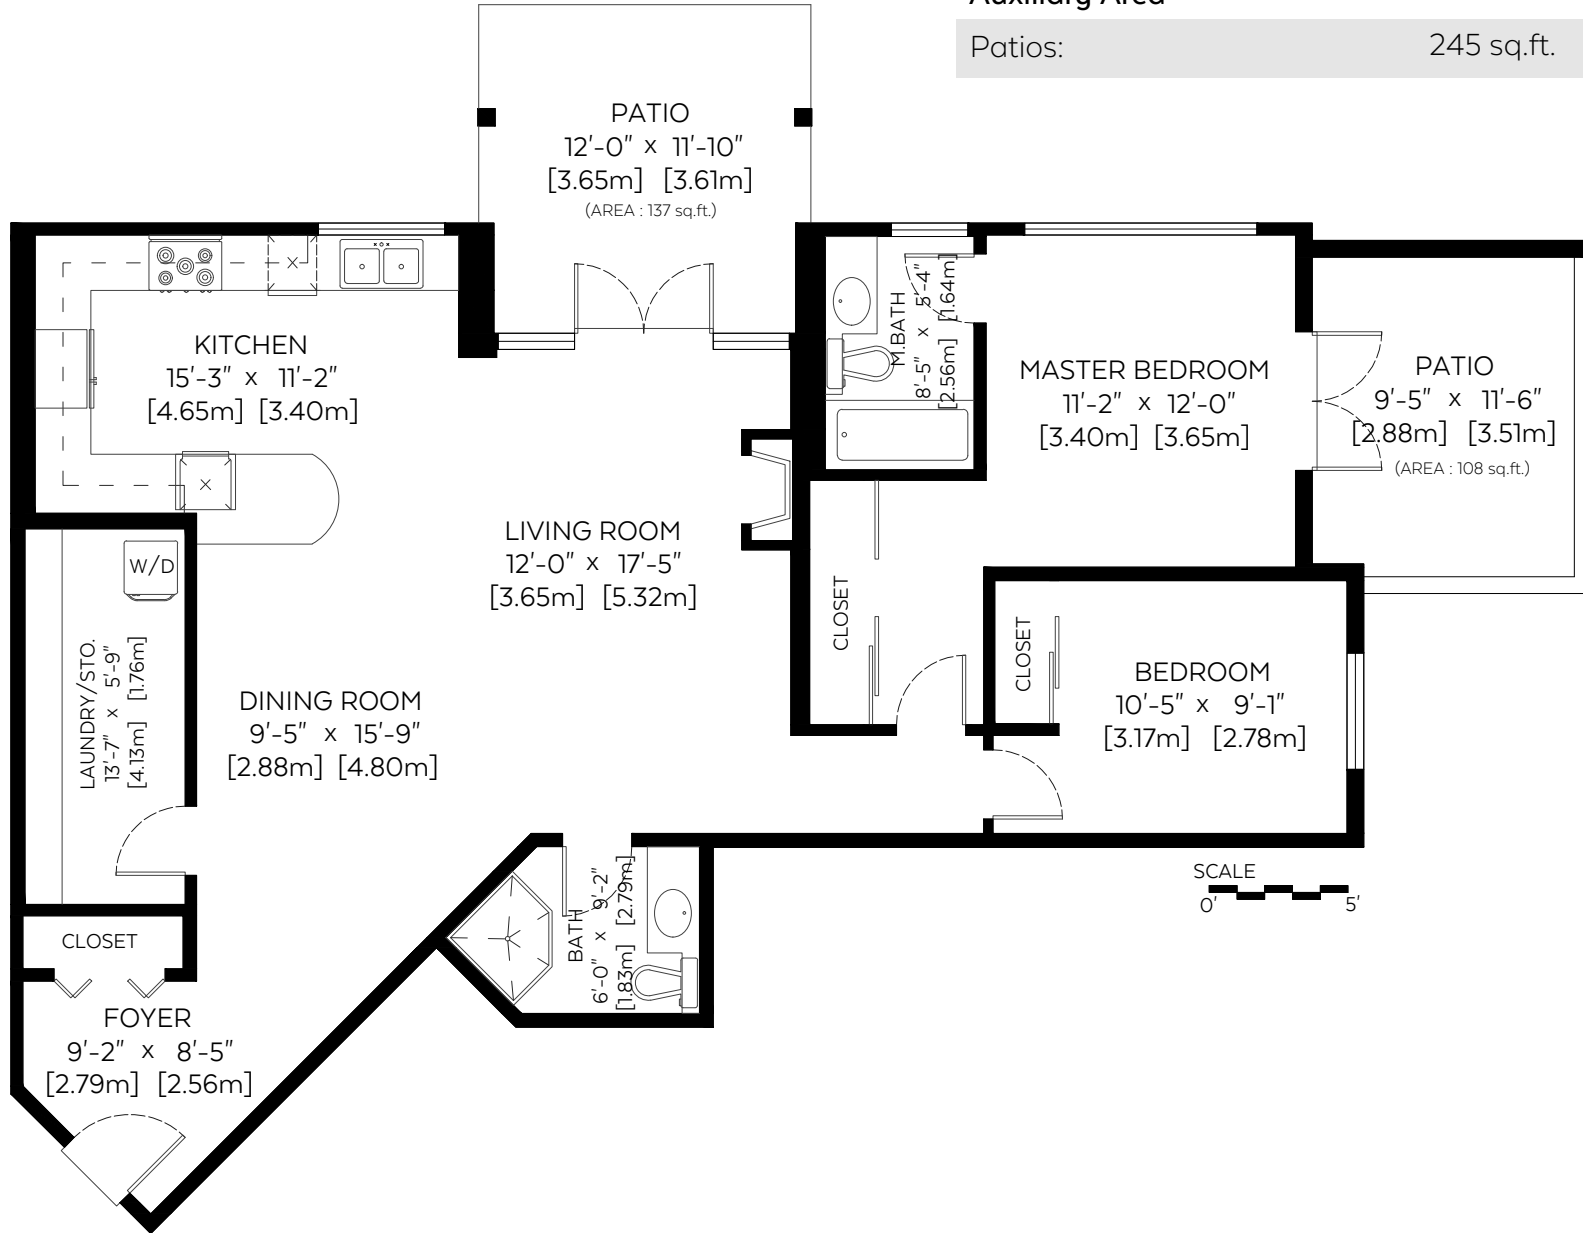 Auxiliary Area
Patios: 245 sq.ft.
PATIO
12'-0" x 11'-10"
[3.65m] [3.61m]
(AREA : 137 sq.ft.)
KITCHEN
15'-3" x 11'-2"
[4.65m] [3.40m]
M.BATH
8'-5" x 5'-4"
[2.56m] [1.64m]
MASTER BEDROOM
11'-2" x 12'-0"
[3.40m] [3.65m]
PATIO
9'-5" x 11'-6"
[2.88m] [3.51m]
(AREA : 108 sq.ft.)
LIVING ROOM
12'-0" x 17'-5"
[3.65m] [5.32m]
W/D
LAUNDRY/STO.
13'-7" x 5'-9"
[4.13m] [1.76m]
DINING ROOM
9'-5" x 15'-9"
[2.88m] [4.80m]
CLOSET
CLOSET
BEDROOM
10'-5" x 9'-1"
[3.17m] [2.78m]
SCALE
0' 5'
BATH
6'-0" x 9'-2"
[1.83m] [2.79m]
CLOSET
FOYER
9'-2" x 8'-5"
[2.79m] [2.56m]